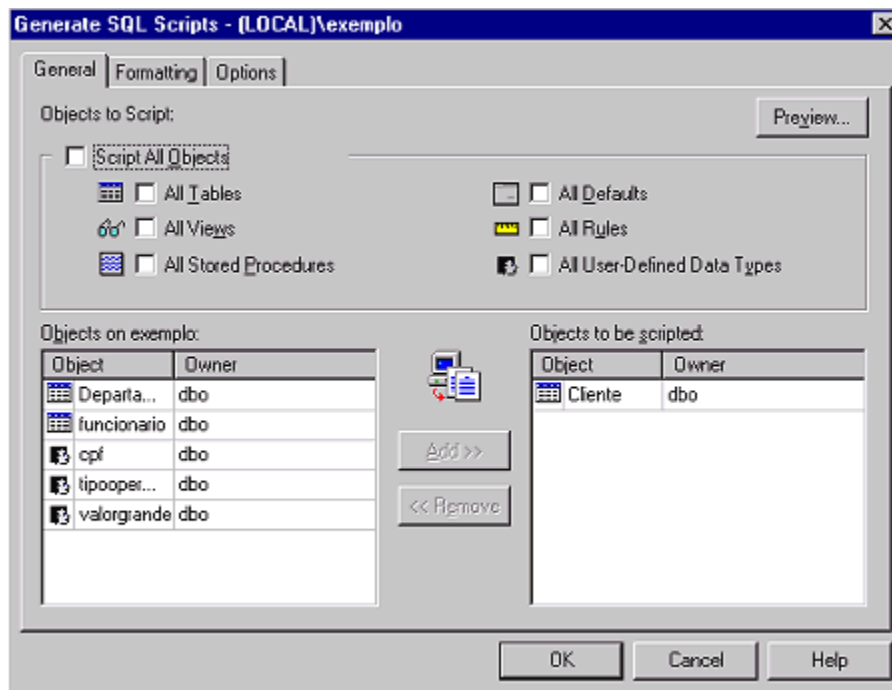 Generate SQL Scripts - (LOCAL)\exemplo
General Formatting Options
Objects to Script:
Preview...
Script All Objects
All Tables All Defaults
All Views All Rules
All Stored Procedures All User-Defined Data Types
Objects on exemplo: Objects to be scripted:
Object Owner Object Owner
Departa... dbo Cliente dbo
funcionario dbo
cpf dbo
Add >>
tipooper... dbo
<< Remove
valorgrande dbo
OK Cancel Help